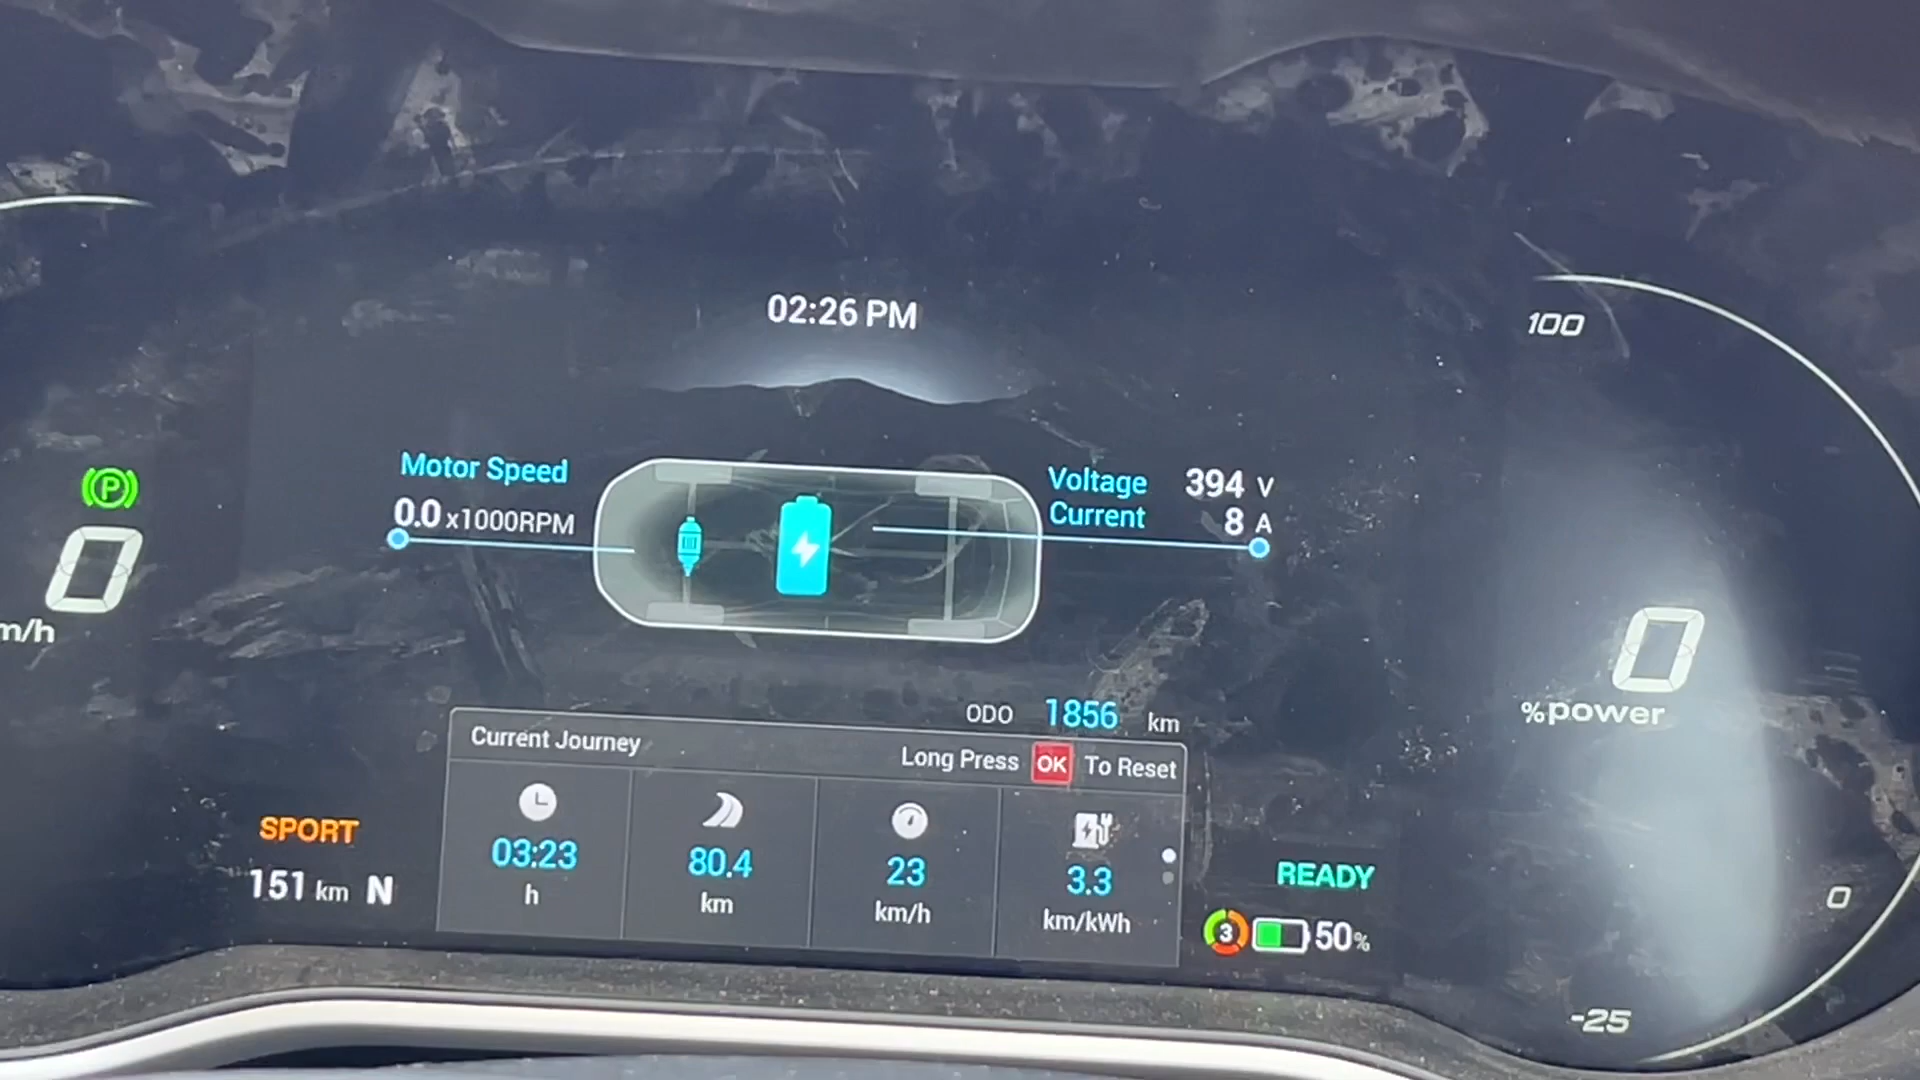 02:26 PM
100
P
Motor Speed
0.0 x1000RPM
Voltage 394 V
Current 8 A
0
m/h
0
%power
ODO 1856 km
Current Journey
Long Press OK To Reset
SPORT
151 km N
03:23
h
80.4
km
23
km/h
3.3
km/kWh
READY
3 50%
0
-25